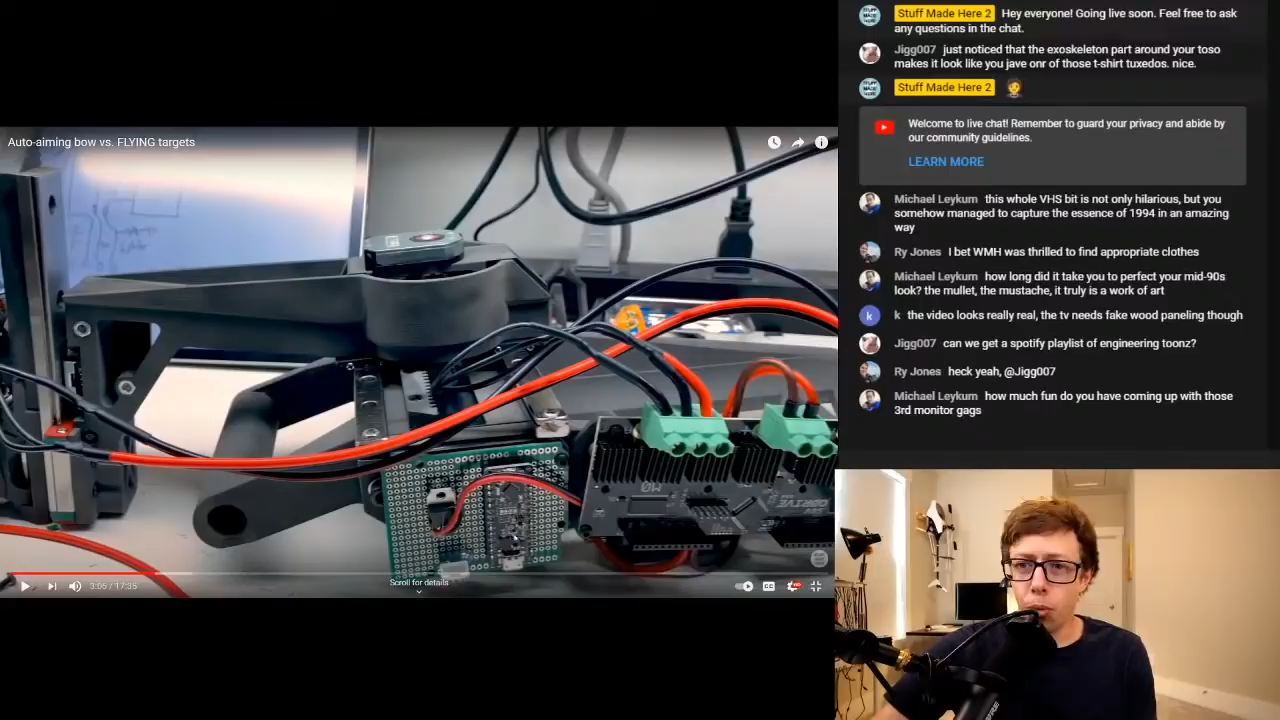 Auto-aiming bow vs. FLYING targets
M0
ODRIVE
Scroll for details
3:05 / 17:35
CC
Stuff Made Here 2 Hey everyone! Going live soon. Feel free to ask
any questions in the chat.
Jigg007 just noticed that the exoskeleton part around your toso
makes it look like you jave onr of those t-shirt tuxedos. nice.
Stuff Made Here 2
Welcome to live chat! Remember to guard your privacy and abide by
our community guidelines.
LEARN MORE
Michael Leykum this whole VHS bit is not only hilarious, but you
somehow managed to capture the essence of 1994 in an amazing
way
Ry Jones I bet WMH was thrilled to find appropriate clothes
Michael Leykum how long did it take you to perfect your mid-90s
look? the mullet, the mustache, it truly is a work of art
k k the video looks really real, the tv needs fake wood paneling though
Jigg007 can we get a spotify playlist of engineering toonz?
Ry Jones heck yeah, @Jigg007
Michael Leykum how much fun do you have coming up with those
3rd monitor gags